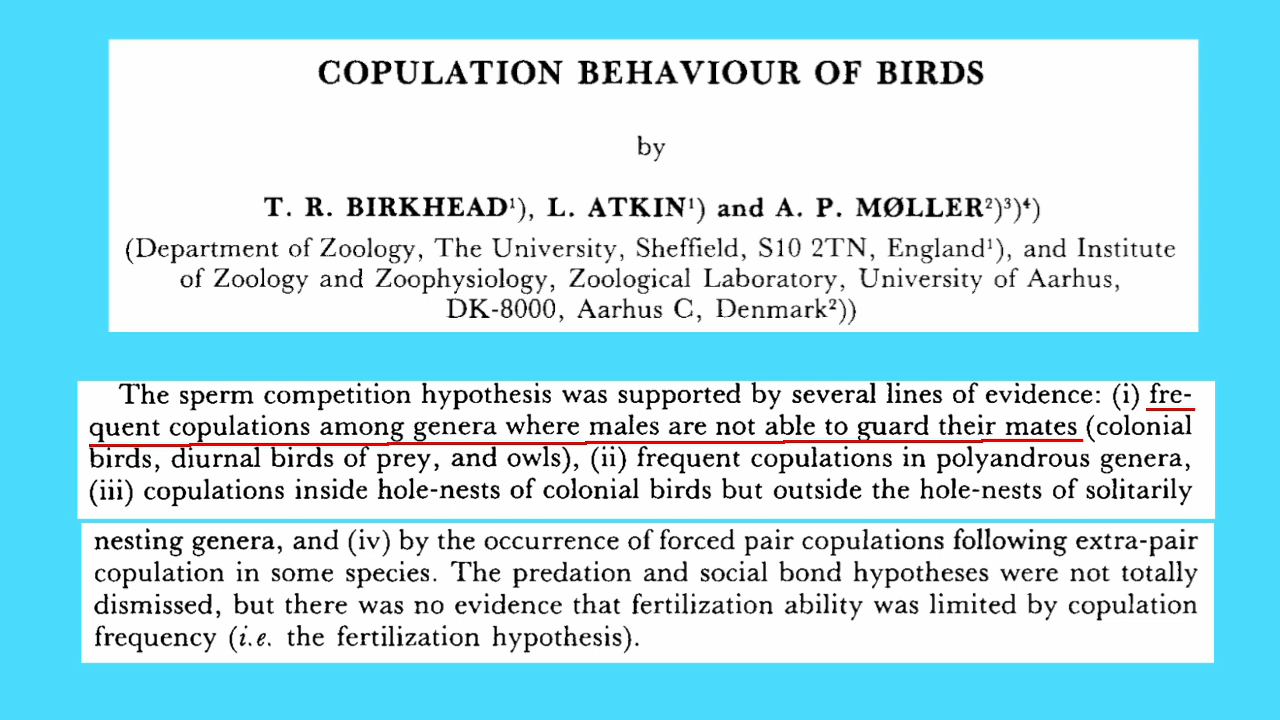 COPULATION BEHAVIOUR OF BIRDS
by
T. R. BIRKHEAD¹), L. ATKIN¹) and A. P. MØLLER²)³)⁴)
(Department of Zoology, The University, Sheffield, S10 2TN, England¹), and Institute
of Zoology and Zoophysiology, Zoological Laboratory, University of Aarhus,
DK-8000, Aarhus C, Denmark²))
The sperm competition hypothesis was supported by several lines of evidence: (i) fre-
quent copulations among genera where males are not able to guard their mates (colonial
birds, diurnal birds of prey, and owls), (ii) frequent copulations in polyandrous genera,
(iii) copulations inside hole-nests of colonial birds but outside the hole-nests of solitarily
nesting genera, and (iv) by the occurrence of forced pair copulations following extra-pair
copulation in some species. The predation and social bond hypotheses were not totally
dismissed, but there was no evidence that fertilization ability was limited by copulation
frequency (i.e. the fertilization hypothesis).